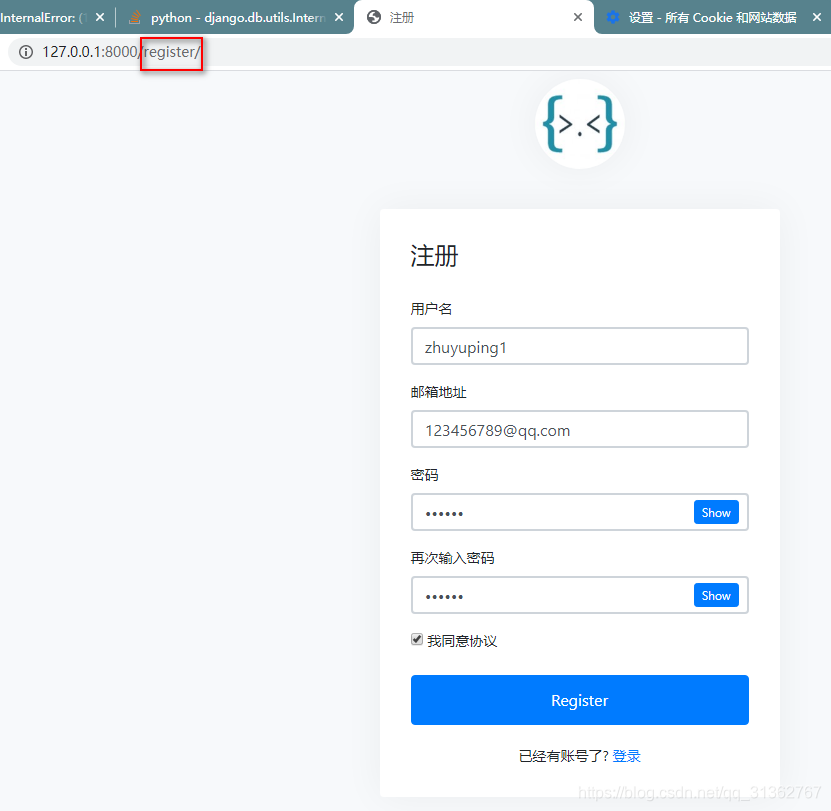 InternalError: (1
python - django.db.utils.Intern
注册
设置 - 所有 Cookie 和网站数据
127.0.0.1:8000/register/
{>.<}
注册
用户名
zhuyuping1
邮箱地址
123456789@qq.com
密码
••••••
Show
再次输入密码
••••••
Show
我同意协议
Register
已经有账号了? 登录
https://blog.csdn.net/qq_31362767